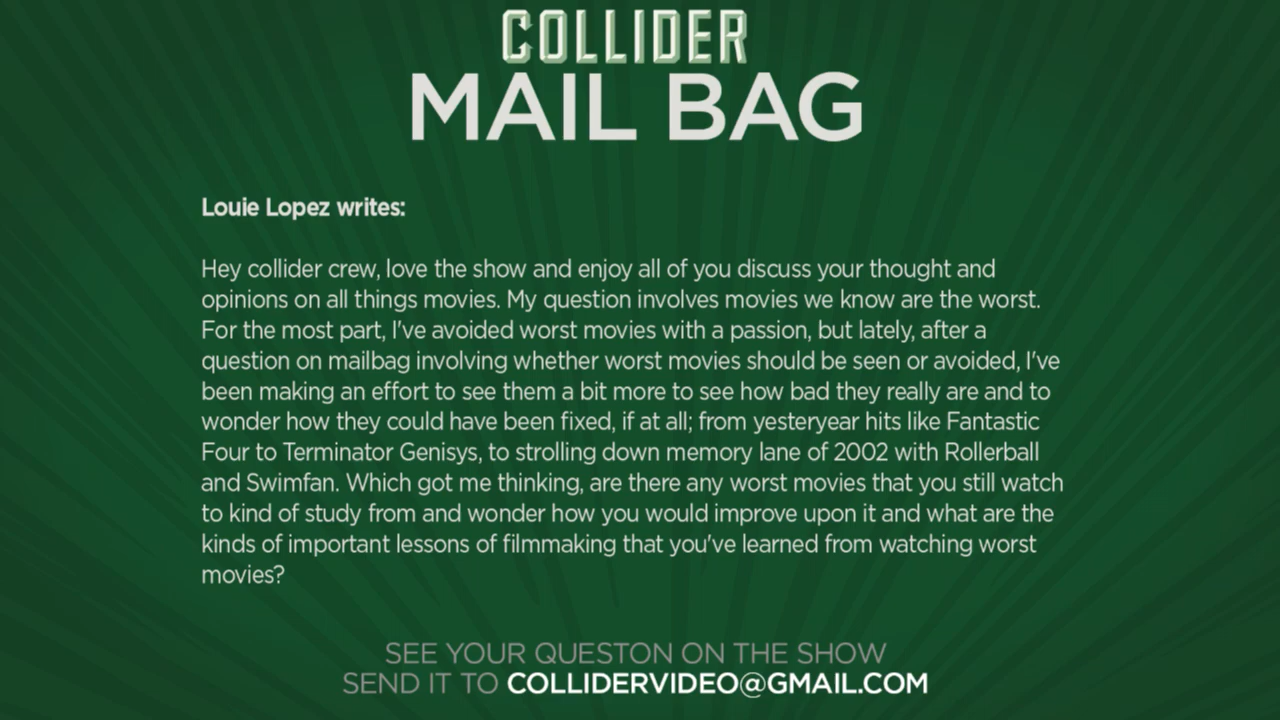 COLLIDER
MAIL BAG
Louie Lopez writes:
Hey collider crew, love the show and enjoy all of you discuss your thought and
opinions on all things movies. My question involves movies we know are the worst.
For the most part, I've avoided worst movies with a passion, but lately, after a
question on mailbag involving whether worst movies should be seen or avoided, I've
been making an effort to see them a bit more to see how bad they really are and to
wonder how they could have been fixed, if at all; from yesteryear hits like Fantastic
Four to Terminator Genisys, to strolling down memory lane of 2002 with Rollerball
and Swimfan. Which got me thinking, are there any worst movies that you still watch
to kind of study from and wonder how you would improve upon it and what are the
kinds of important lessons of filmmaking that you've learned from watching worst
movies?
SEE YOUR QUESTON ON THE SHOW
SEND IT TO COLLIDERVIDEO@GMAIL.COM